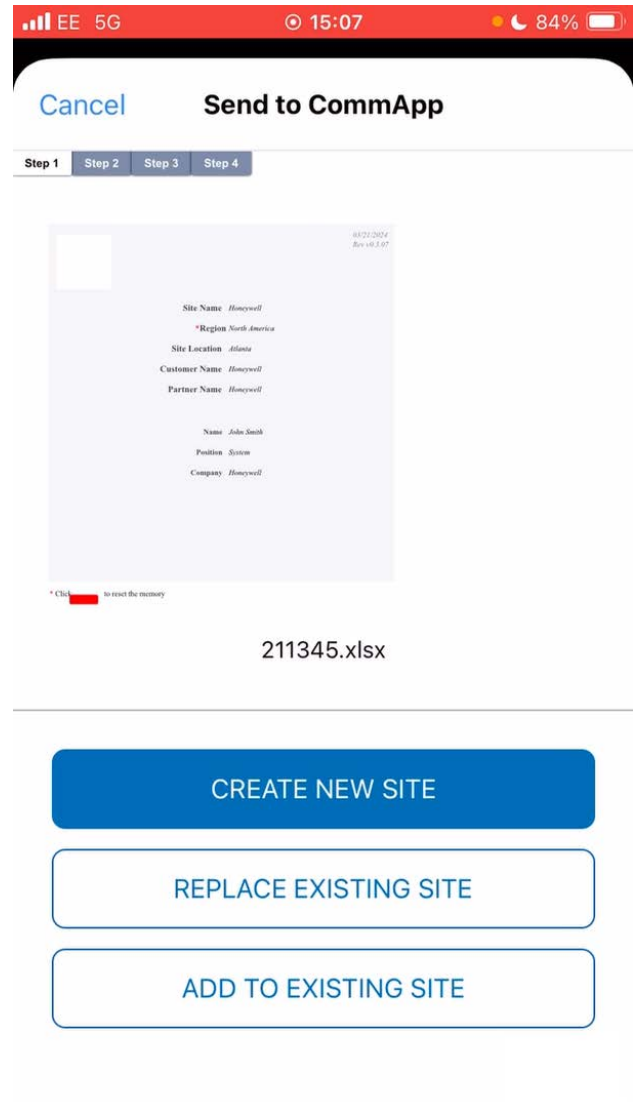 EE 5G 15:07 84%
Cancel Send to CommApp
Step 1 Step 2 Step 3 Step 4
03/21/2024
Rev v0.3.07
Site Name Honeywell
*Region North America
Site Location Atlanta
Customer Name Honeywell
Partner Name Honeywell
Name John Smith
Position System
Company Honeywell
* Click to reset the memory
211345.xlsx
CREATE NEW SITE
REPLACE EXISTING SITE
ADD TO EXISTING SITE